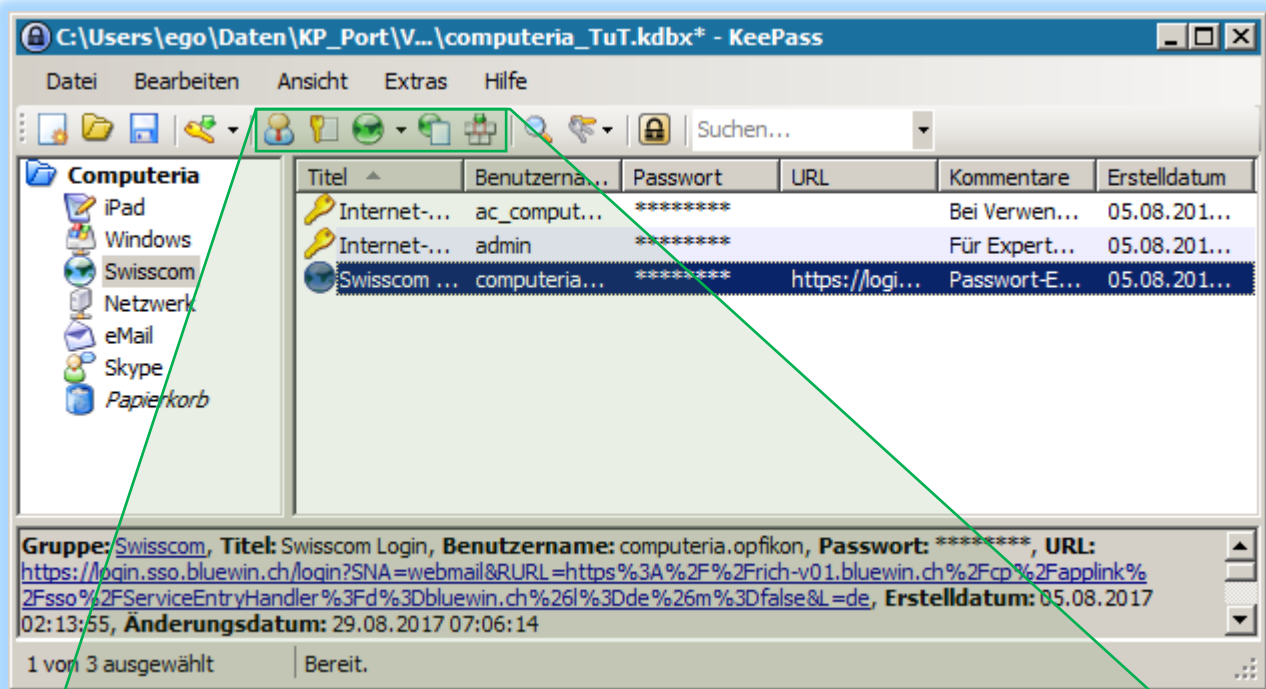 C:\Users\ego\Daten\KP_Port\V...\computeria_TuT.kdbx* - KeePass
Datei Bearbeiten Ansicht Extras Hilfe
Suchen...
Computeria
iPad
Windows
Swisscom
Netzwerk
eMail
Skype
Papierkorb
Titel Benutzerna... Passwort URL Kommentare Erstelldatum
Internet-... ac_comput... ******** Bei Verwen... 05.08.201...
Internet-... admin ******** Für Expert... 05.08.201...
Swisscom ... computeria... ******** https://logi... Passwort-E... 05.08.201...
Gruppe: Swisscom, Titel: Swisscom Login, Benutzername: computeria.opfikon, Passwort: ********, URL:
https://login.sso.bluewin.ch/login?SNA=webmail&RURL=https%3A%2F%2Frich-v01.bluewin.ch%2Fcp%2Fapplink%
2Fsso%2FServiceEntryHandler%3Fd%3Dbluewin.ch%26l%3Dde%26m%3Dfalse&L=de, Erstelldatum: 05.08.2017
02:13:55, Änderungsdatum: 29.08.2017 07:06:14
1 von 3 ausgewählt Bereit.